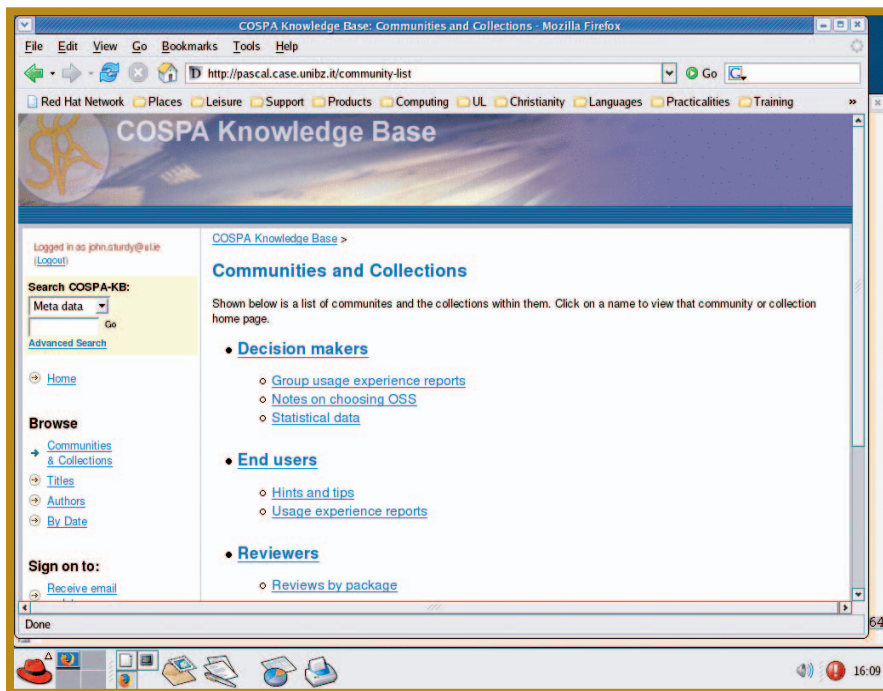 COSPA Knowledge Base: Communities and Collections - Mozilla Firefox
File Edit View Go Bookmarks Tools Help
http://pascal.case.unibz.it/community-list Go
Red Hat Network Places Leisure Support Products Computing UL Christianity Languages Practicalities Training »
COSPA Knowledge Base
Logged in as john.sturdy@ul.ie
(Logout)
Search COSPA-KB:
Meta data
Go
Advanced Search
Home
Browse
Communities
& Collections
Titles
Authors
By Date
Sign on to:
Receive email
COSPA Knowledge Base >
Communities and Collections
Shown below is a list of communites and the collections within them. Click on a name to view that community or collection
home page.
Decision makers
Group usage experience reports
Notes on choosing OSS
Statistical data
End users
Hints and tips
Usage experience reports
Reviewers
Reviews by package
Done
64
16:09